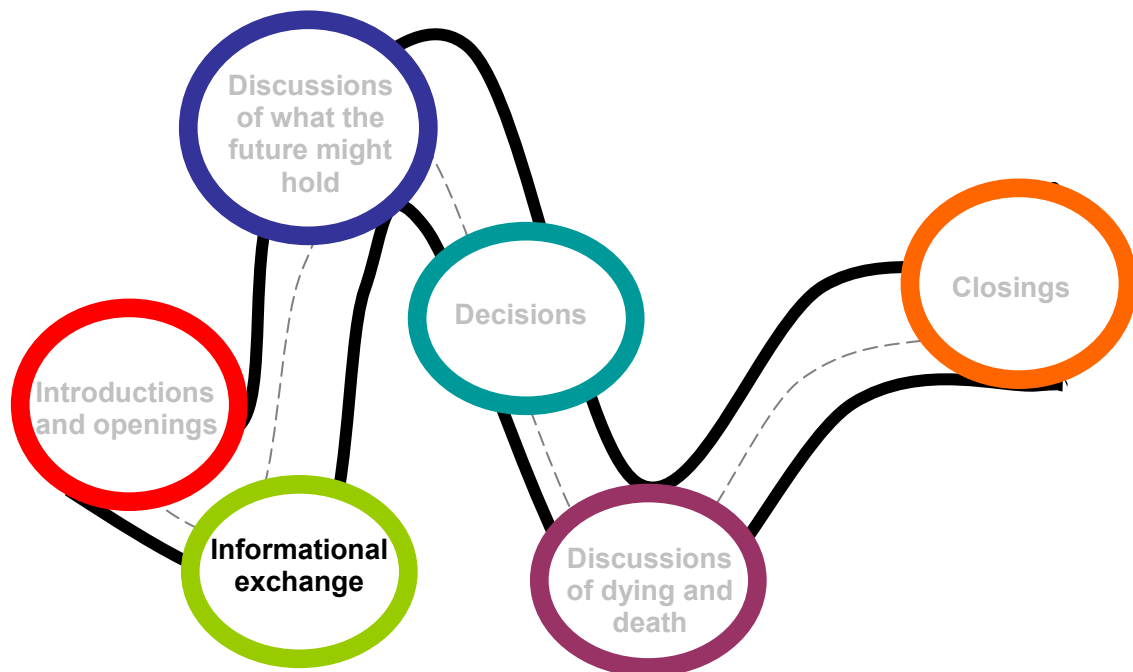 Discussions
of what the
future might
hold
Decisions
Closings
Introductions
and openings
Informational
exchange
Discussions
of dying and
death